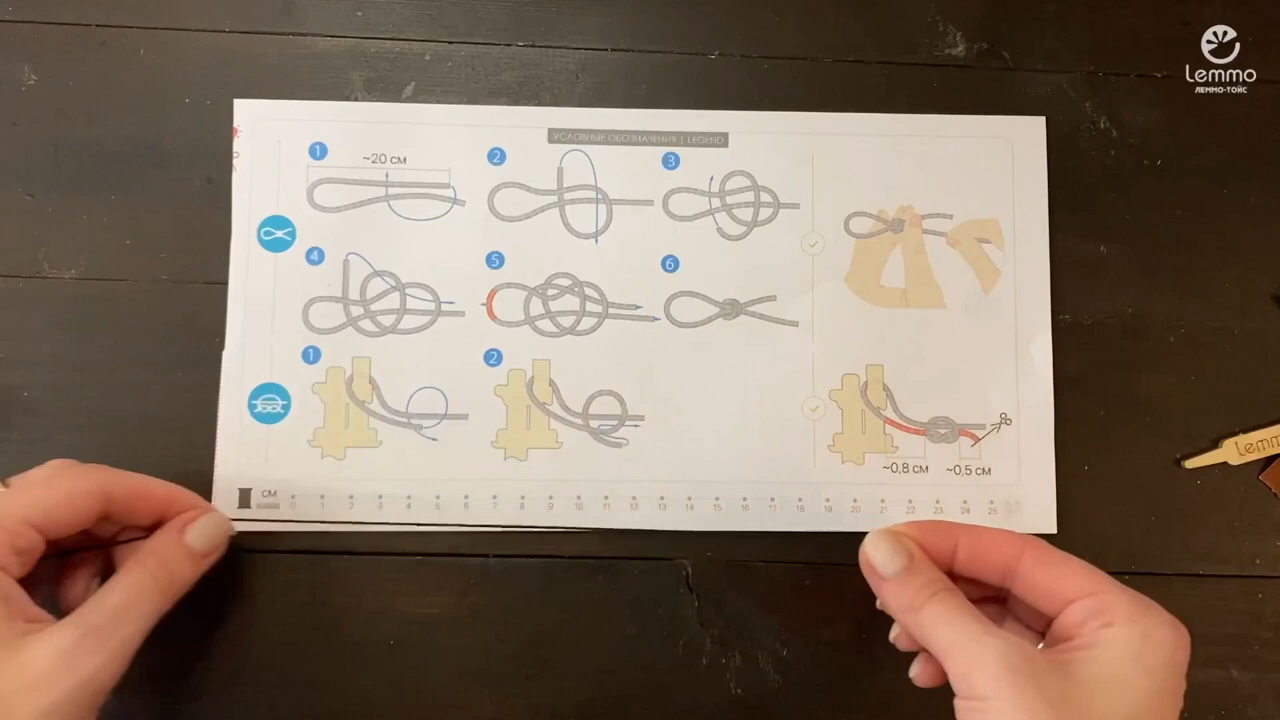 Lemmo
ЛЕММО-ТОЙС
УСЛОВНЫЕ ОБОЗНАЧЕНИЯ | LEGEND
1
~20 СМ
2
3
4
5
6
1
2
~0,8 СМ
~0,5 СМ
СМ
0 1 2 3 4 5 6 7 8 9 10 11 12 13 14 15 16 17 18 19 20 21 22 23 24 25
Lemm